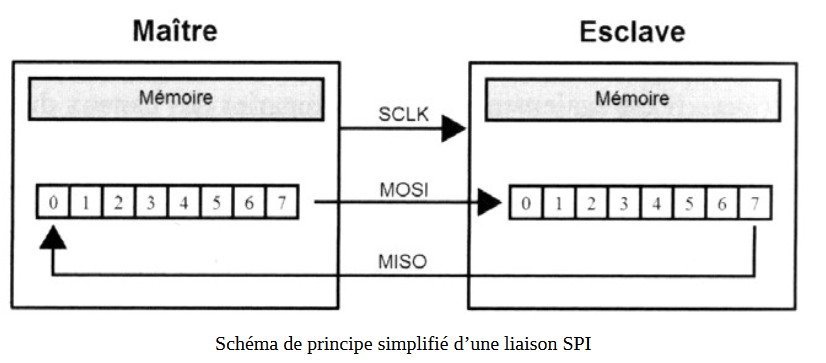 Maître Esclave
Mémoire Mémoire
SCLK
MOSI
0 1 2 3 4 5 6 7 0 1 2 3 4 5 6 7
MISO
Schéma de principe simplifié d'une liaison SPI